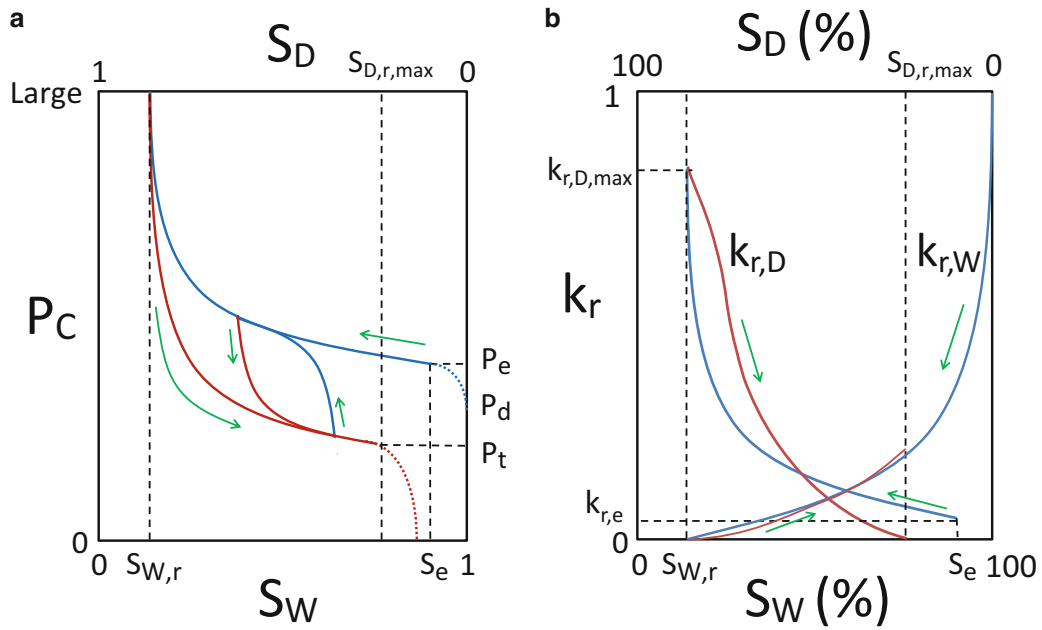 a
S_D
1
S_D,r,max
0
Large
P_C
P_e
P_d
P_t
0
0
S_W,r
S_e
1
S_W
b
S_D (%)
100
S_D,r,max
0
1
k_r,D,max
k_r,D
k_r,W
k_r
k_r,e
0
0
S_W,r
S_e
100
S_W (%)